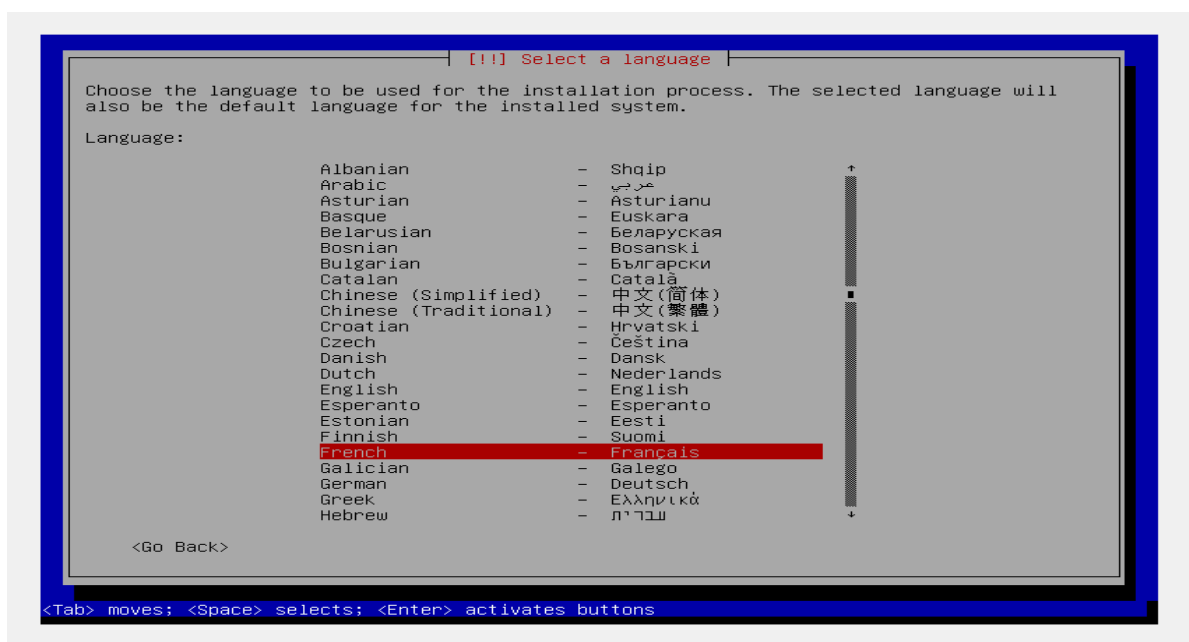 [!!] Select a language
Choose the language to be used for the installation process. The selected language will
also be the default language for the installed system.
Language:
Albanian - Shqip
Arabic - عربي
Asturian - Asturianu
Basque - Euskara
Belarusian - Беларуская
Bosnian - Bosanski
Bulgarian - Български
Catalan - Català
Chinese (Simplified) - 中文(简体)
Chinese (Traditional) - 中文(繁體)
Croatian - Hrvatski
Czech - Čeština
Danish - Dansk
Dutch - Nederlands
English - English
Esperanto - Esperanto
Estonian - Eesti
Finnish - Suomi
French - Français
Galician - Galego
German - Deutsch
Greek - Ελληνικά
Hebrew - עברית
<Go Back>
<Tab> moves; <Space> selects; <Enter> activates buttons